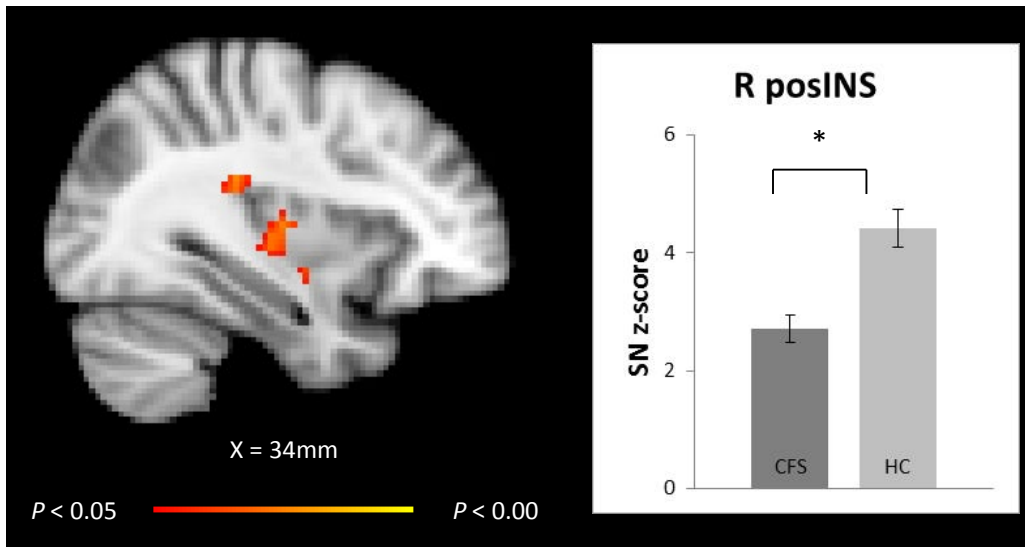 X = 34mm
P < 0.05
P < 0.00
R posINS
*
6
4
2
0
SN z-score
CFS
HC